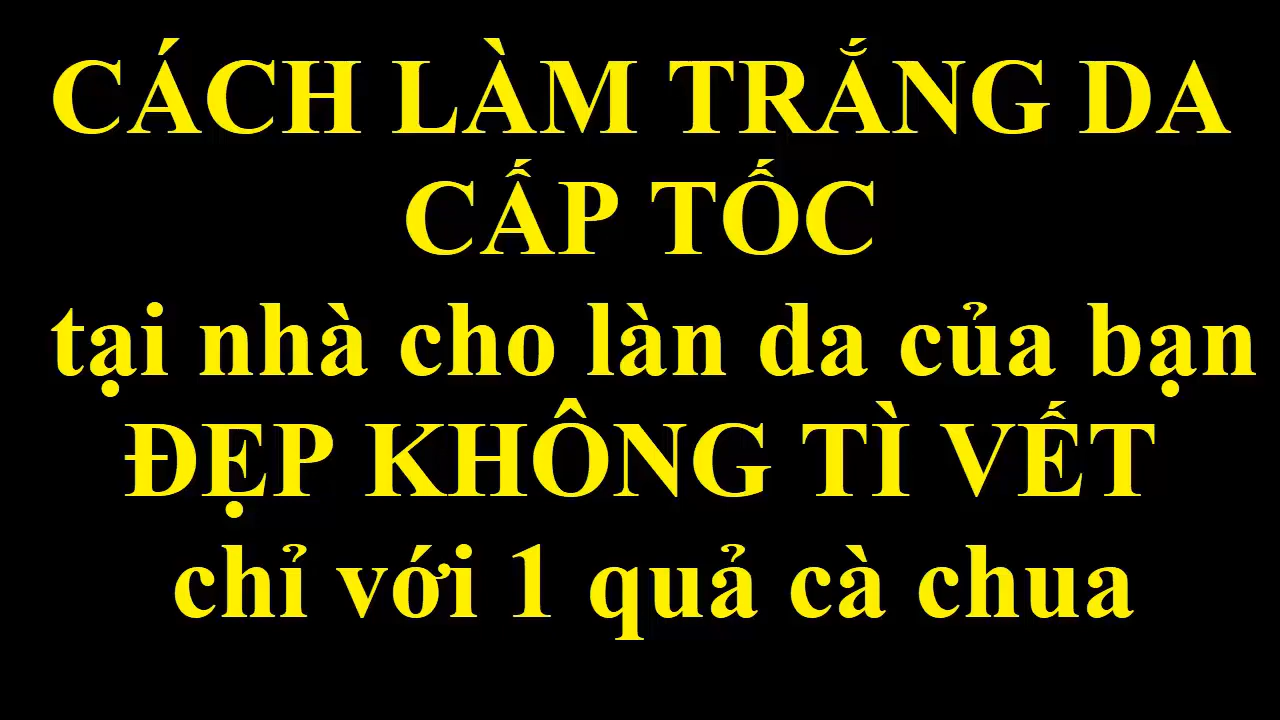 CÁCH LÀM TRẮNG DA
CẤP TỐC
tại nhà cho làn da của bạn
ĐẸP KHÔNG TÌ VẾT
chỉ với 1 quả cà chua